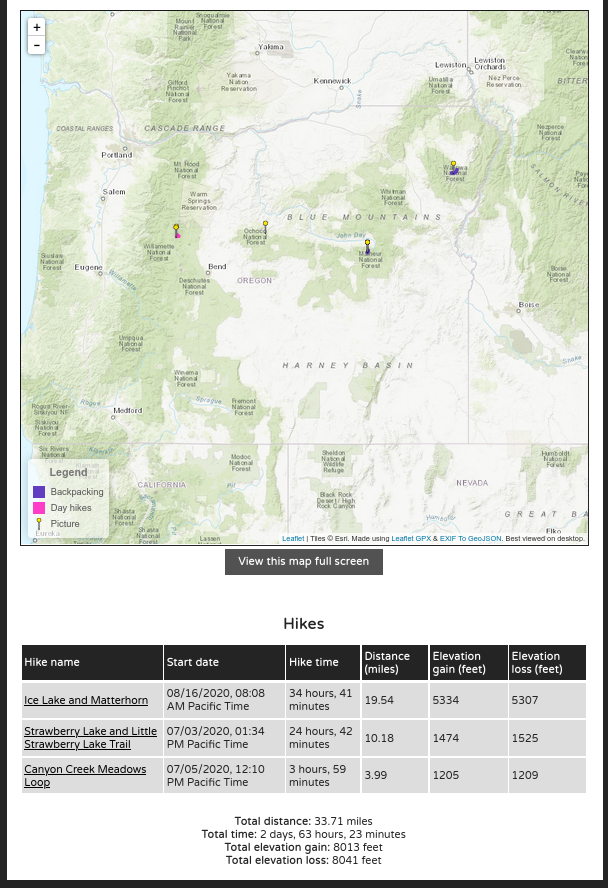 +
-
Snoqualmie
National
Forest
Mount
Rainier
National
Park
Yakima
Lewiston
Lewiston
Orchards
Clearwater
National
Forest
Gifford
Pinchot
National
Forest
Yakama
Nation
Reservation
Kennewick
Snake
Umatilla
National
Forest
Nez Perce
Reservation
BITTER
COASTAL RANGES
CASCADE RANGE
Portland
Nezperce
National
Forest
Mt Hood
National
Forest
Wallowa
National
Forest
SALMON RIVER
Salem
Warm
Springs
Reservation
Whitman
National
Forest
BLUE MOUNTAINS
Ochoco
National
Forest
John Day
Willamette
National
Forest
Malheur
National
Forest
Siuslaw
National
Forest
Eugene
Willamette
Bend
Deschutes
National
Forest
OREGON
Boise
National
Forest
Boise
Umpqua
National
Forest
Snake
HARNEY BASIN
Winema
National
Forest
Rogue River-
Siskiyou NF
Rogue
Sprague
Fremont
National
Forest
Medford
Siskiyou
National
Forest
Six Rivers
National
Klamath
Modoc
National
Forest
Sheldon
National
Wildlife
Refuge
Humboldt
National
Forest
CALIFORNIA
Pit
NEVADA
Black Rock
Desert / High
Rock Canyon
Shasta
National
Forest
Shasta
National
Forest
Pit
Lassen
Humboldt
GREAT BA
Elko
Eureka
Legend
Backpacking
Day hikes
Picture
Leaflet | Tiles © Esri. Made using Leaflet GPX & EXIF To GeoJSON. Best viewed on desktop.
View this map full screen
Hikes
Hike name Start date Hike time Distance (miles) Elevation gain (feet) Elevation loss (feet)
Ice Lake and Matterhorn 08/16/2020, 08:08 AM Pacific Time 34 hours, 41 minutes 19.54 5334 5307
Strawberry Lake and Little Strawberry Lake Trail 07/03/2020, 01:34 PM Pacific Time 24 hours, 42 minutes 10.18 1474 1525
Canyon Creek Meadows Loop 07/05/2020, 12:10 PM Pacific Time 3 hours, 59 minutes 3.99 1205 1209
Total distance: 33.71 miles
Total time: 2 days, 63 hours, 23 minutes
Total elevation gain: 8013 feet
Total elevation loss: 8041 feet